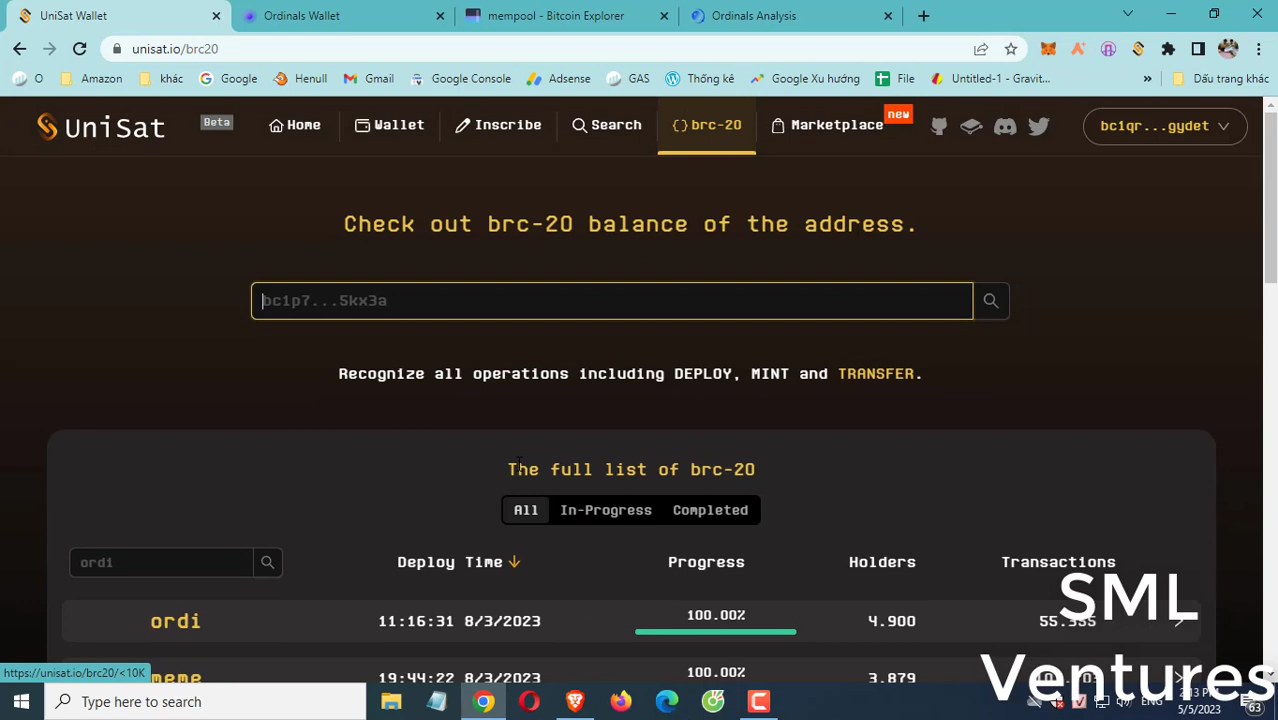 UniSat Wallet
Ordinals Wallet
mempool - Bitcoin Explorer
Ordinals Analysis
unisat.io/brc20
O
Amazon
khác
Google
Henull
Gmail
Google Console
Adsense
GAS
Thống kê
Google Xu hướng
File
Untitled-1 - Gravit...
»
Dấu trang khác
UniSat
Beta
Home
Wallet
Inscribe
Search
{}brc-20
Marketplace
new
bc1qr...gydet
Check out brc-20 balance of the address.
bc1p7...5kx3a
Recognize all operations including DEPLOY, MINT and TRANSFER.
The full list of brc-20
All
In-Progress
Completed
ordi
Deploy Time
Progress
Holders
Transactions
ordi
11:16:31 8/3/2023
100.00%
4.900
SML
https://unisat.io/brc20/<10K
meme
19:44:22 8/3/2023
100.00%
3.879
Ventures
Type here to search
ENG
5/5/2023
63